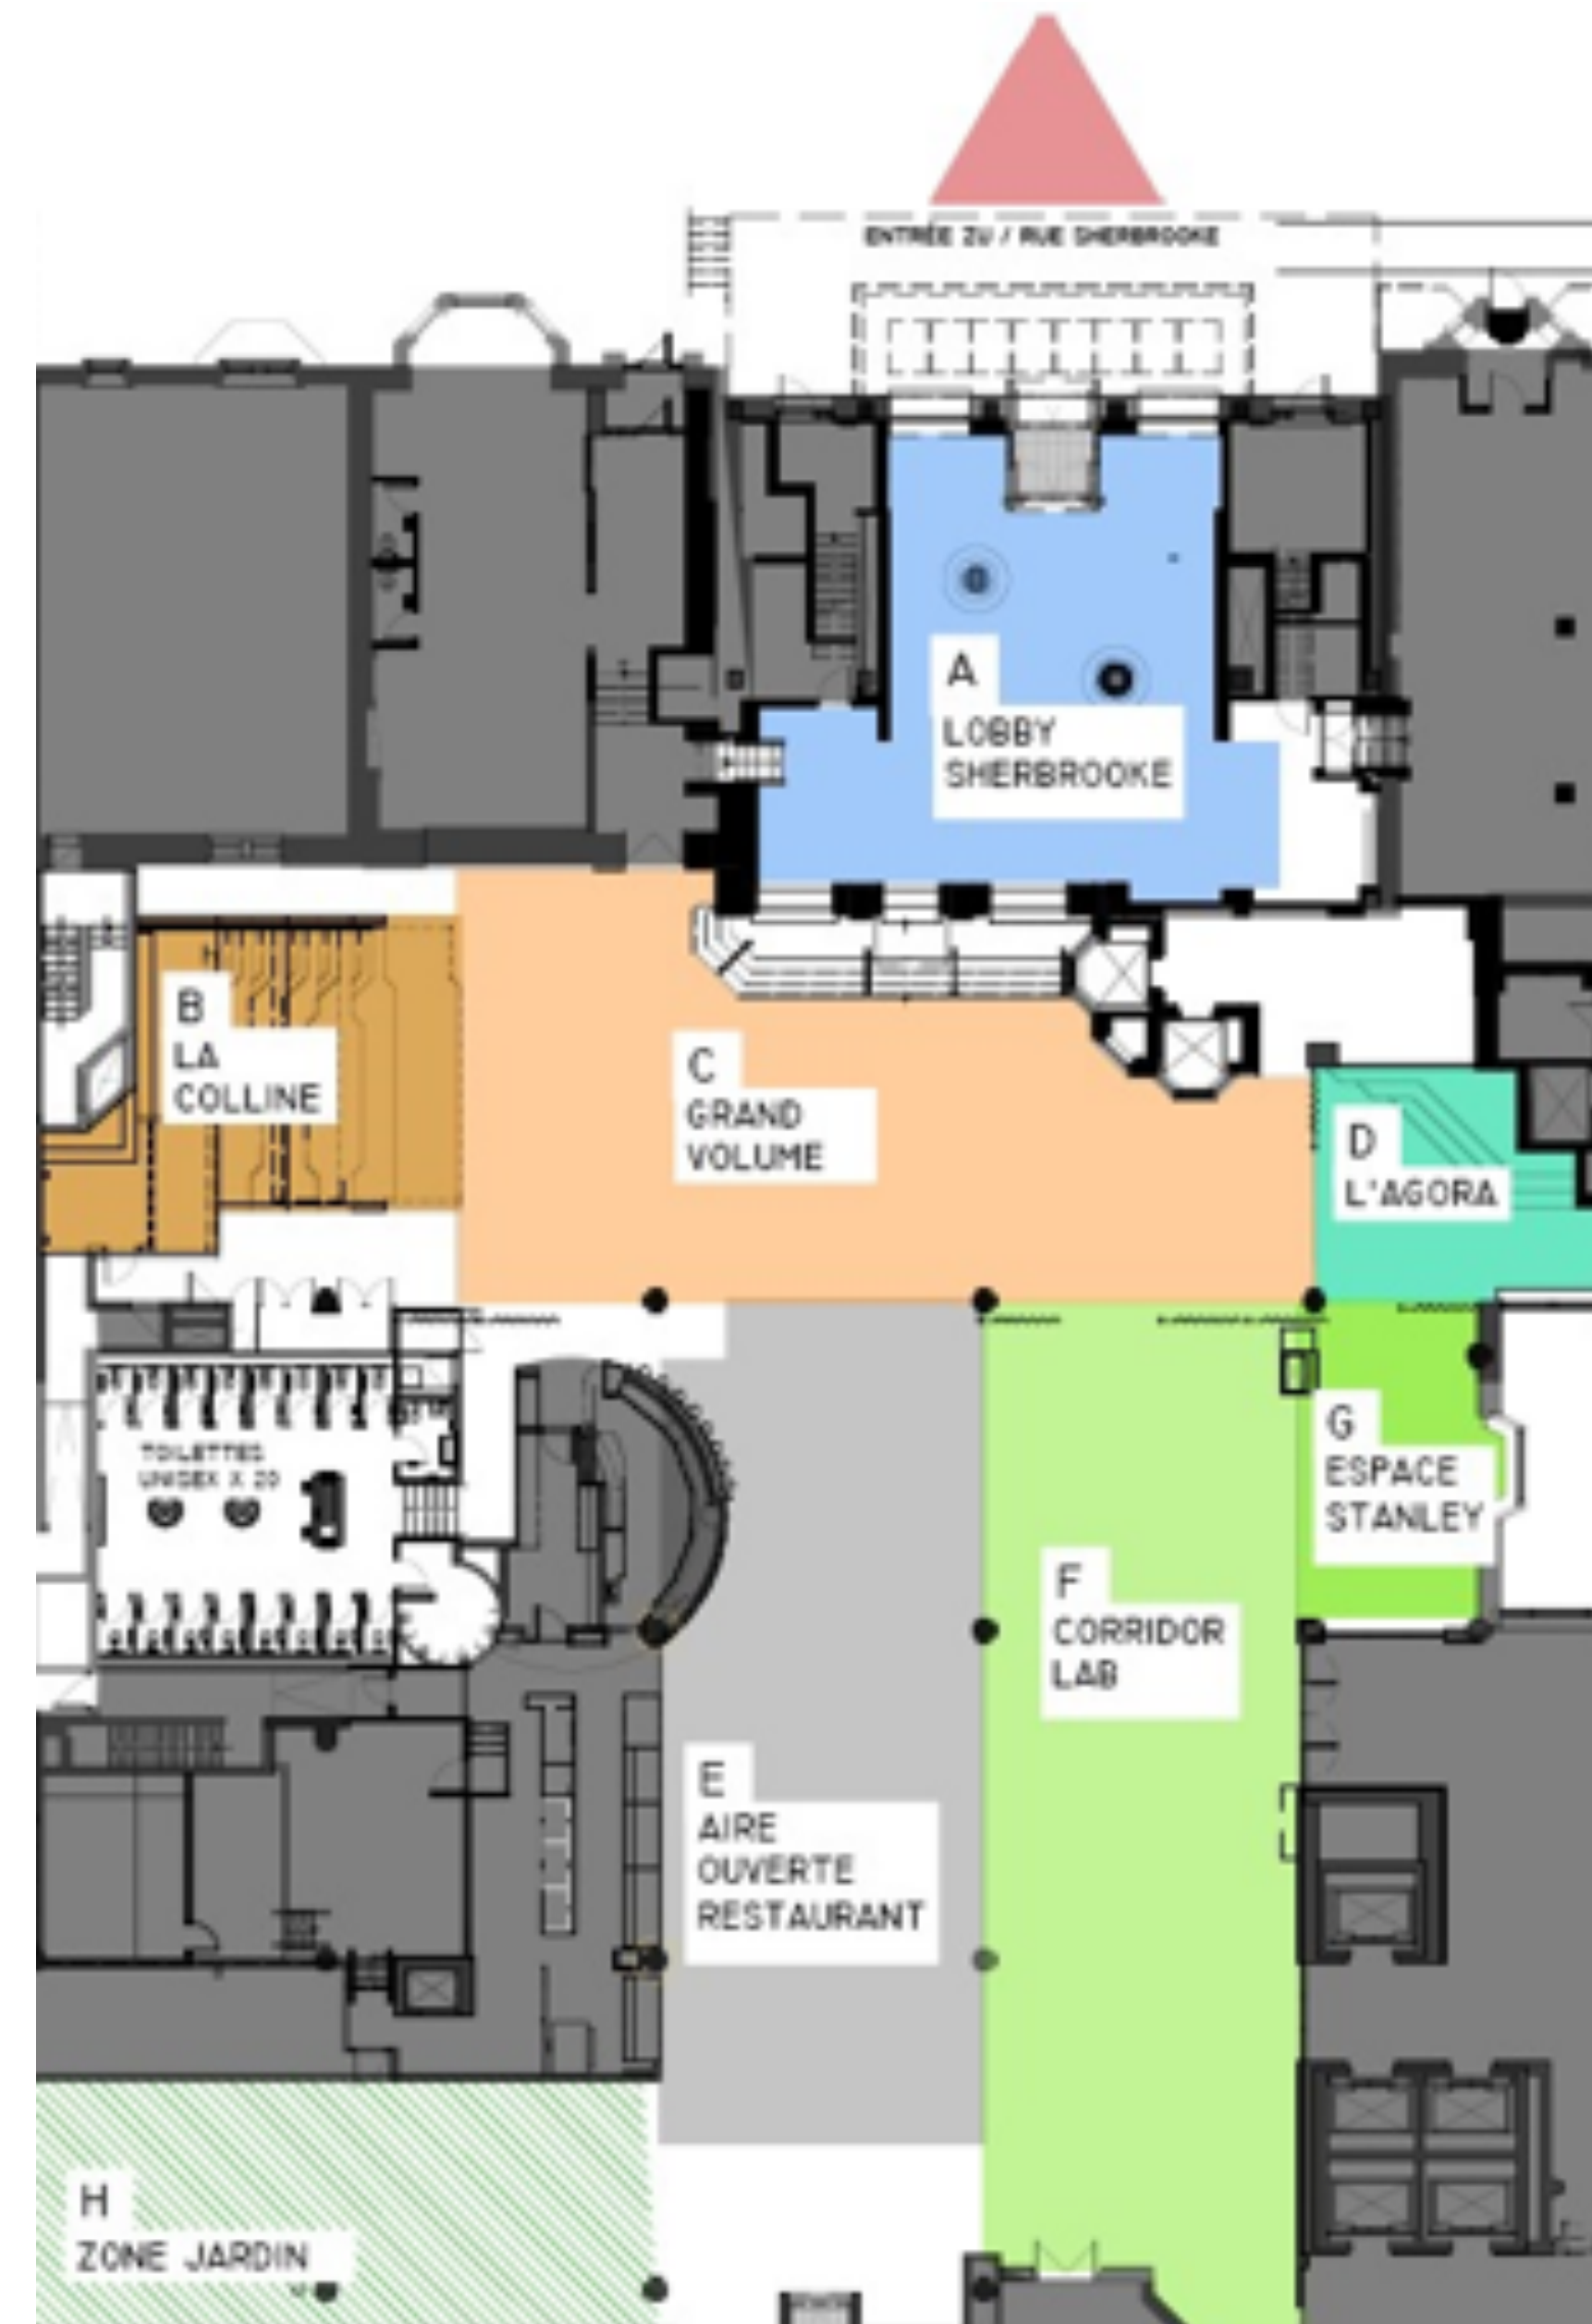 ENTRÉE ZU / RUE SHERBROOKE
A
LOBBY
SHERBROOKE
B
LA
COLLINE
C
GRAND
VOLUME
D
L'AGORA
TOILETTES
UNISEX X 20
G
ESPACE
STANLEY
F
CORRIDOR
LAB
E
AIRE
OUVERTE
RESTAURANT
H
ZONE JARDIN